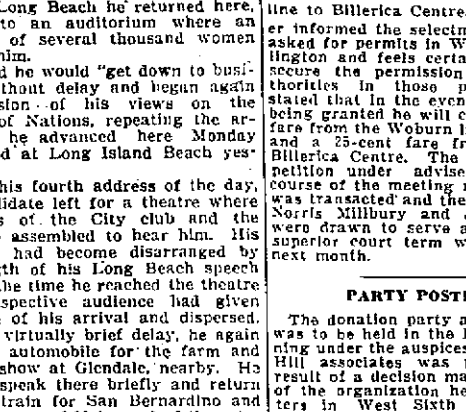 Long Beach he returned here,
to an auditorium where an
of several thousand women
him.
d he would "get down to busi-
thout delay and begun again
sion of his views on the
of Nations, repeating the ar-
he advanced here Monday
d at Long Island Beach yes-
his fourth address of the day,
didate left for a theatre where
s of the City club and the
assembled to hear him. His
had become disarranged by
th of his Long Beach speech
the time he reached the theatre
spective audience had given
of his arrival and dispersed.
virtually brief delay, he again
automobile for the farm and
show at Glendale, nearby. He
speak there briefly and return
train for San Bernardino and
line to Billerica Centre.
er informed the selectm
asked for permits in W
lington and feels certa
secure the permission
thorities in those p
stated that in the even
being granted he will c
fare from the Woburn l
and a 25-cent fare fr
Billerica Centre. The
petition under advise
course of the meeting r
was transacted and the
Norris Millbury and
were drawn to serve a
superior court term w
next month.
PARTY POSTI
The donation party a
was to be held in the l
ning under the auspices
Hill associates was p
result of a decision ma
of the organization he
ters in West Sixth